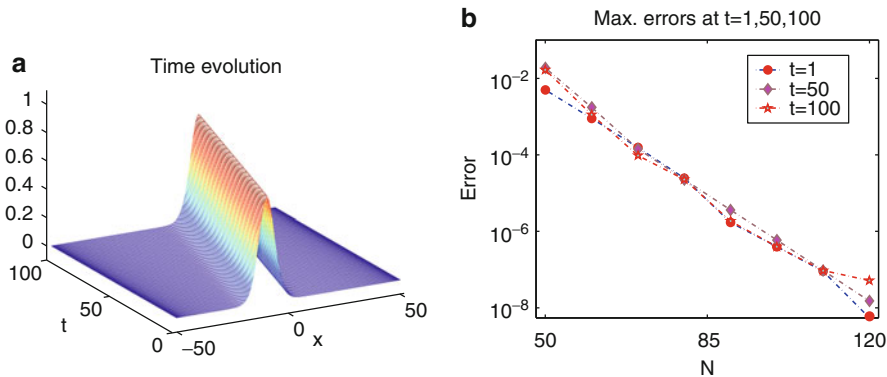 a
Time evolution
1
0.8
0.6
0.4
0.2
0
100
50
0
t
−50
0
50
x
b
Max. errors at t=1,50,100
t=1
t=50
t=100
Error
10−2
10−4
10−6
10−8
50
85
120
N